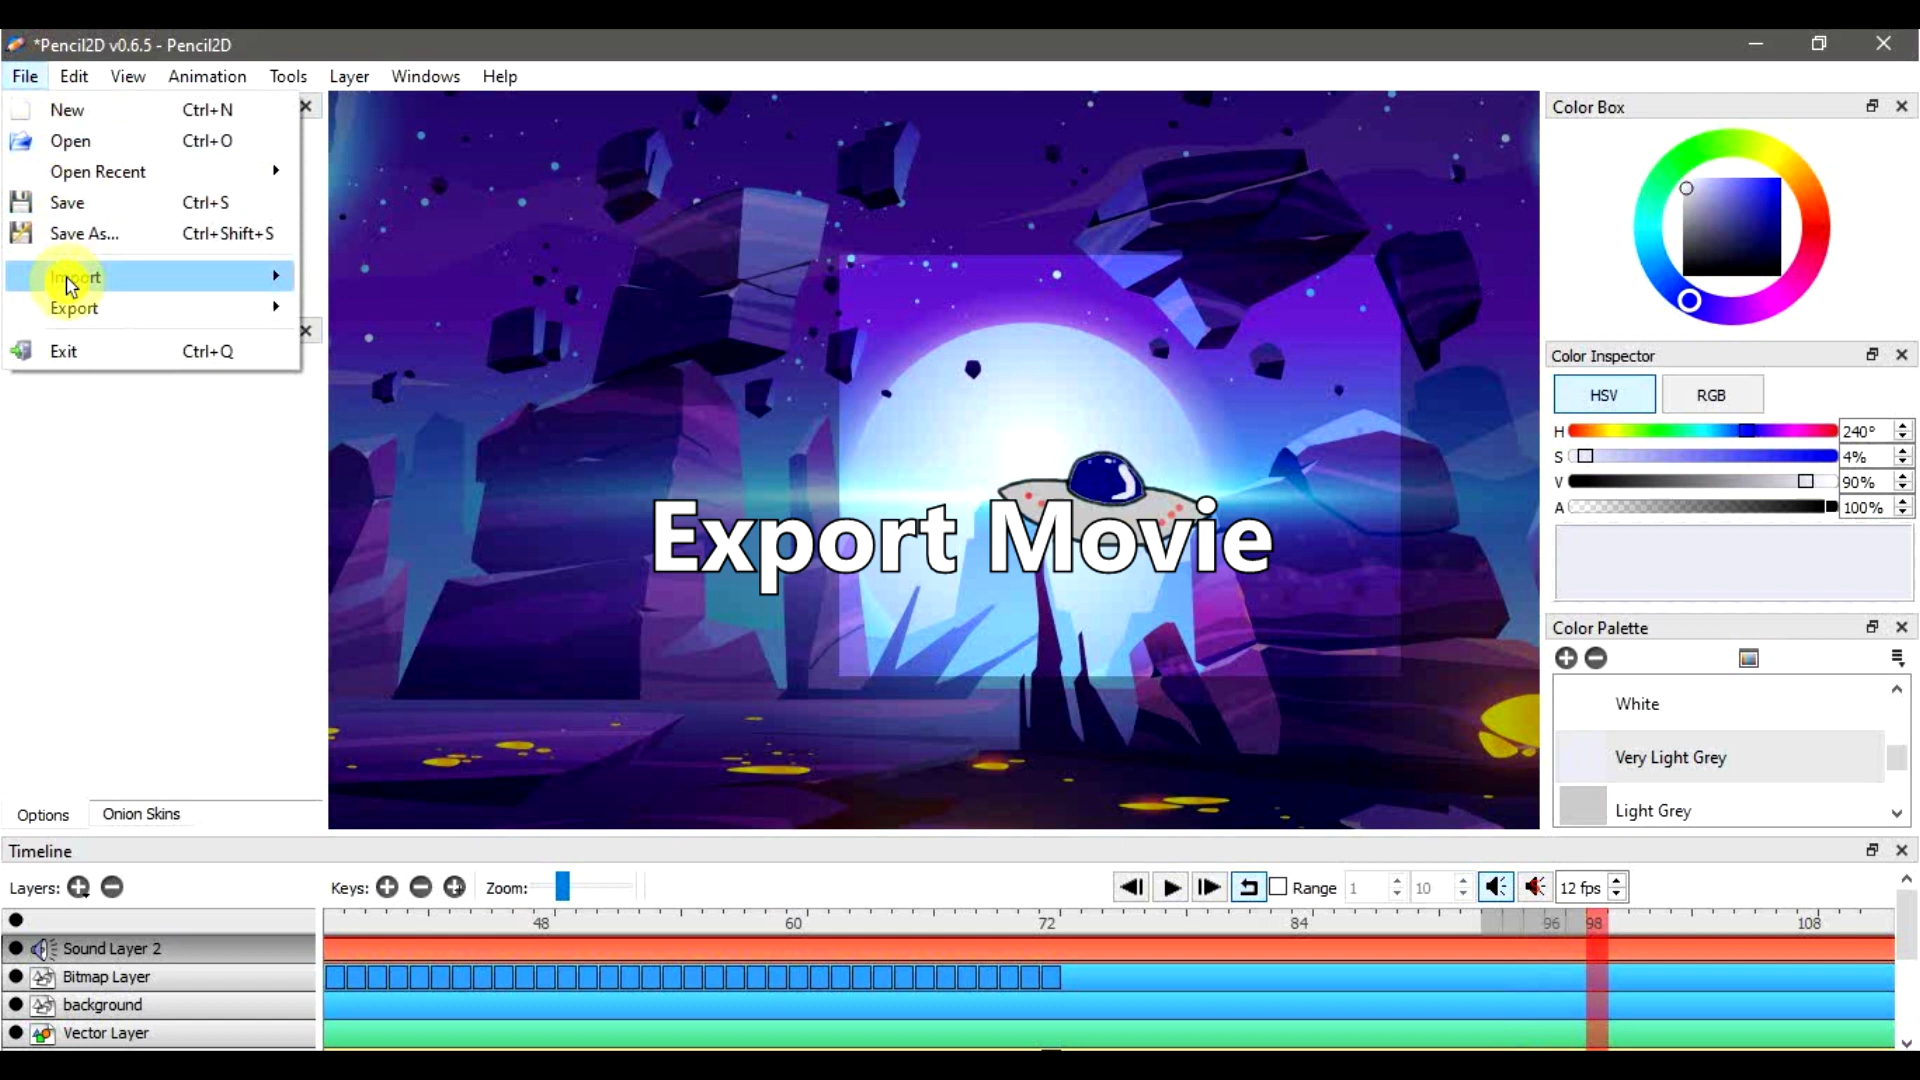 *Pencil2D v0.6.5 - Pencil2D
File Edit View Animation Tools Layer Windows Help
New Ctrl+N
Open Ctrl+O
Open Recent
Save Ctrl+S
Save As... Ctrl+Shift+S
Import
Export
Exit Ctrl+Q
Options Onion Skins
Export Movie
Color Box
Color Inspector
HSV RGB
H 240°
S 4%
V 90%
A 100%
Color Palette
White
Very Light Grey
Light Grey
Timeline
Layers: Keys: Zoom: Range 1 10 12 fps
48 60 72 84 96 98 108
Sound Layer 2
Bitmap Layer
background
Vector Layer